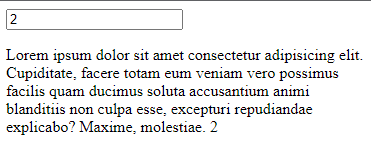 2
Lorem ipsum dolor sit amet consectetur adipisicing elit.
Cupiditate, facere totam eum veniam vero possimus
facilis quam ducimus soluta accusantium animi
blanditiis non culpa esse, excepturi repudiandae
explicabo? Maxime, molestiae. 2